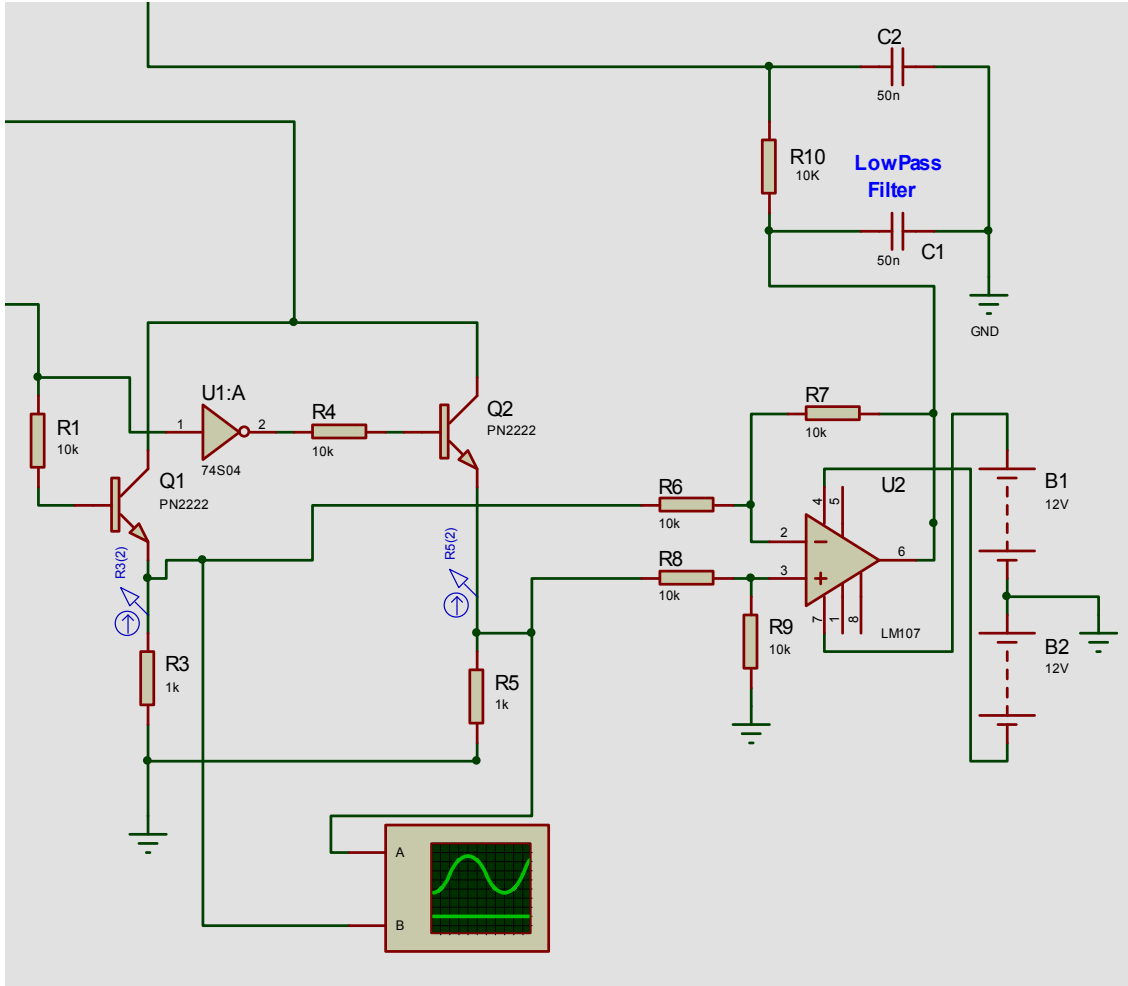 C2
50n
R10
10K
LowPass
Filter
C1
50n
GND
U1:A
1
2
74S04
R4
10k
Q2
PN2222
R1
10k
Q1
PN2222
R3(2)
R5(2)
R7
10k
R6
10k
4
5
U2
2
6
R8
10k
3
7
1
8
LM107
B1
12V
R9
10k
B2
12V
R3
1k
R5
1k
A
B